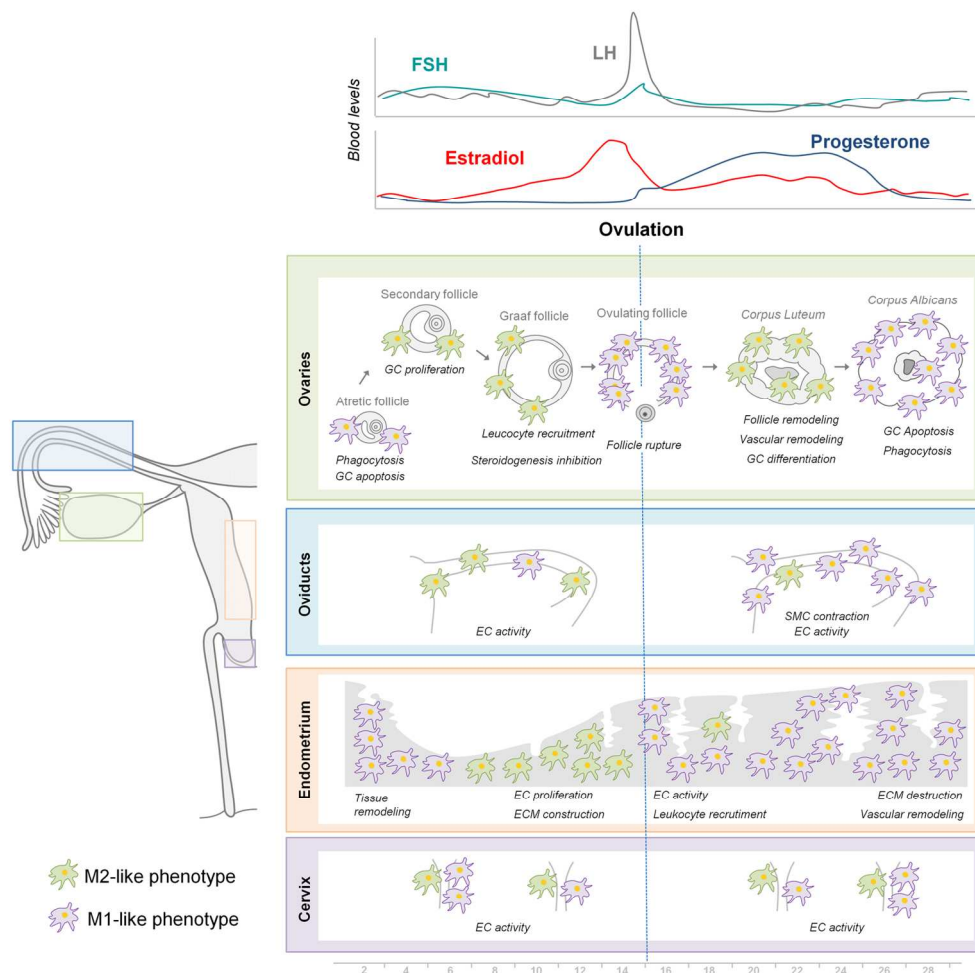 Blood levels
FSH
LH
Estradiol
Progesterone
Ovulation
Ovaries
Secondary follicle
GC proliferation
Atretic follicle
Phagocytosis
GC apoptosis
Graaf follicle
Leucocyte recruitment
Steroidogenesis inhibition
Ovulating follicle
Follicle rupture
Corpus Luteum
Follicle remodeling
Vascular remodeling
GC differentiation
Corpus Albicans
GC Apoptosis
Phagocytosis
Oviducts
EC activity
SMC contraction
EC activity
Endometrium
Tissue
remodeling
EC proliferation
ECM construction
EC activity
Leukocyte recrutiment
ECM destruction
Vascular remodeling
Cervix
EC activity
EC activity
M2-like phenotype
M1-like phenotype
2 4 6 8 10 12 14 16 18 20 22 24 26 28